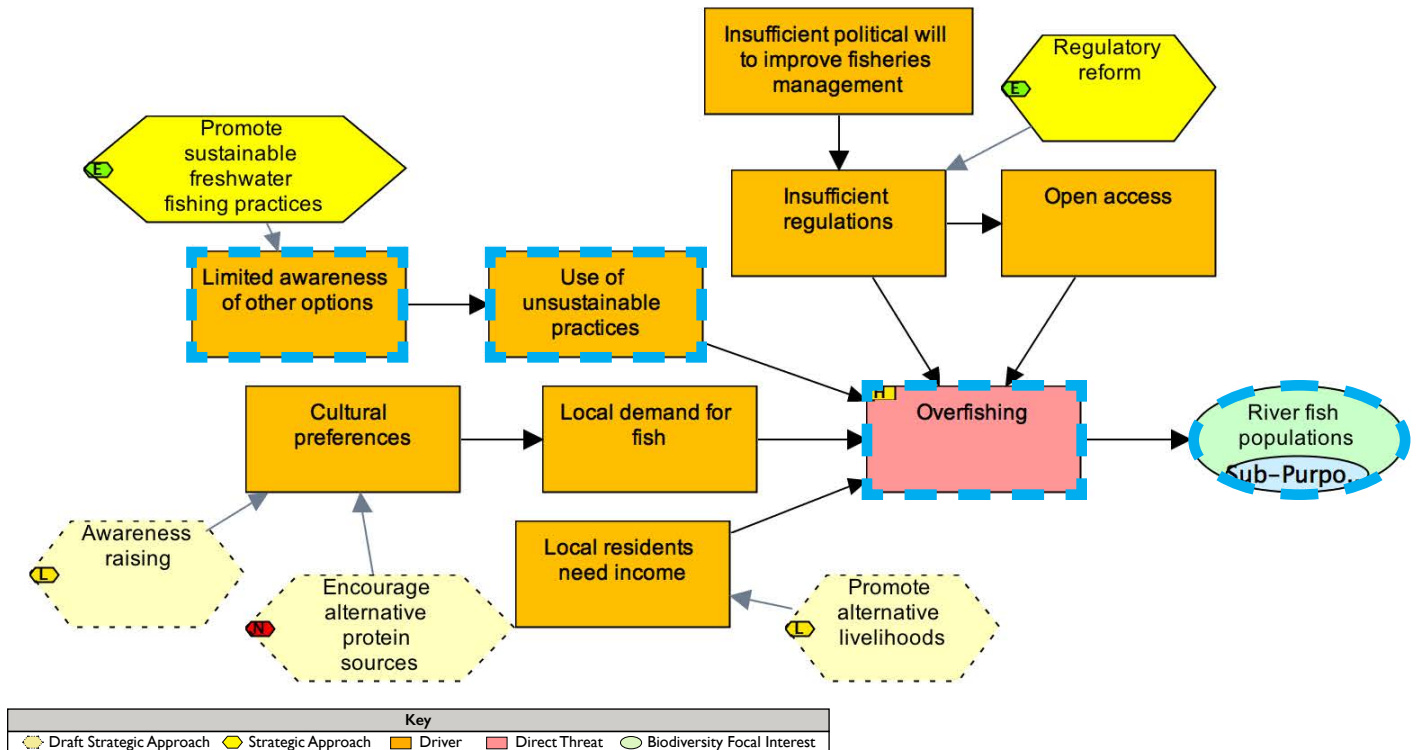 Insufficient political will
to improve fisheries
management
Regulatory
reform
E
Promote
sustainable
freshwater
fishing practices
E
Insufficient
regulations
Open access
Limited awareness
of other options
Use of
unsustainable
practices
H
Overfishing
Cultural
preferences
Local demand for
fish
River fish
populations
Sub-Purpo..
Awareness
raising
L
Encourage
alternative
protein
sources
N
Local residents
need income
Promote
alternative
livelihoods
L
Key
Draft Strategic Approach Strategic Approach Driver Direct Threat Biodiversity Focal Interest